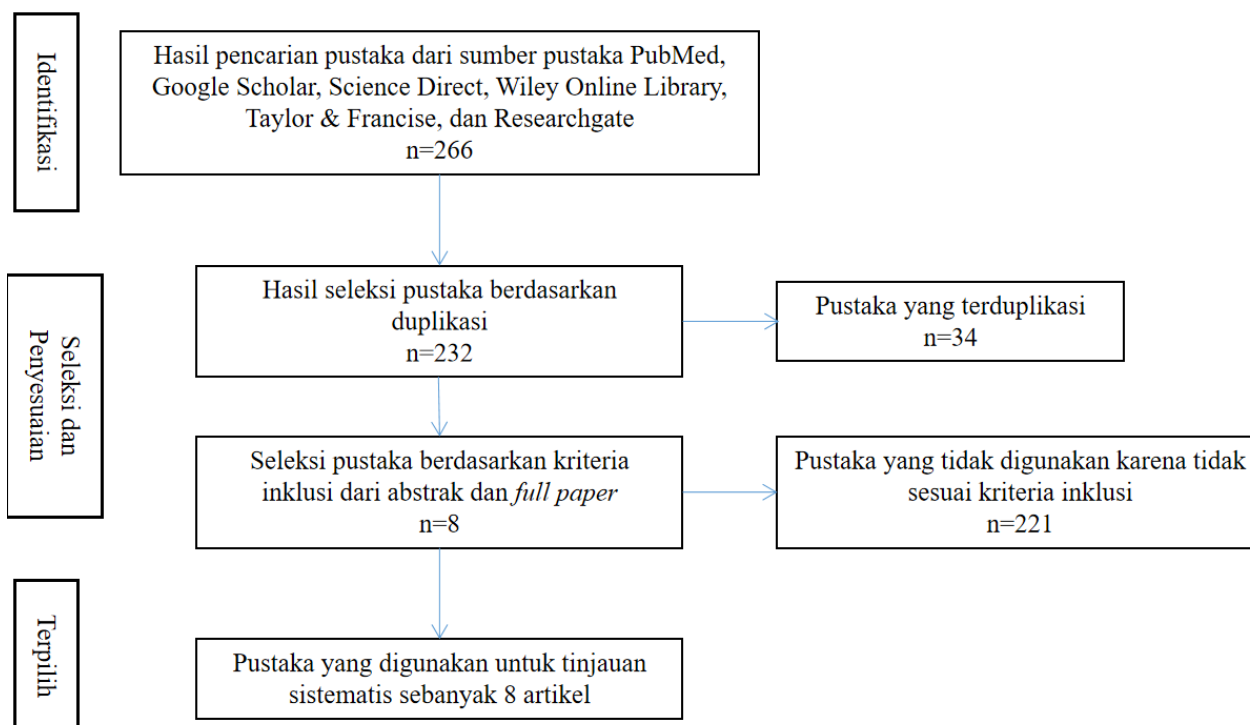 Identifikasi
Hasil pencarian pustaka dari sumber pustaka PubMed,
Google Scholar, Science Direct, Wiley Online Library,
Taylor & Francise, dan Researchgate
n=266
Seleksi dan
Penyesuaian
Hasil seleksi pustaka berdasarkan
duplikasi
n=232
Pustaka yang terduplikasi
n=34
Seleksi pustaka berdasarkan kriteria
inklusi dari abstrak dan full paper
n=8
Pustaka yang tidak digunakan karena tidak
sesuai kriteria inklusi
n=221
Terpilih
Pustaka yang digunakan untuk tinjauan
sistematis sebanyak 8 artikel